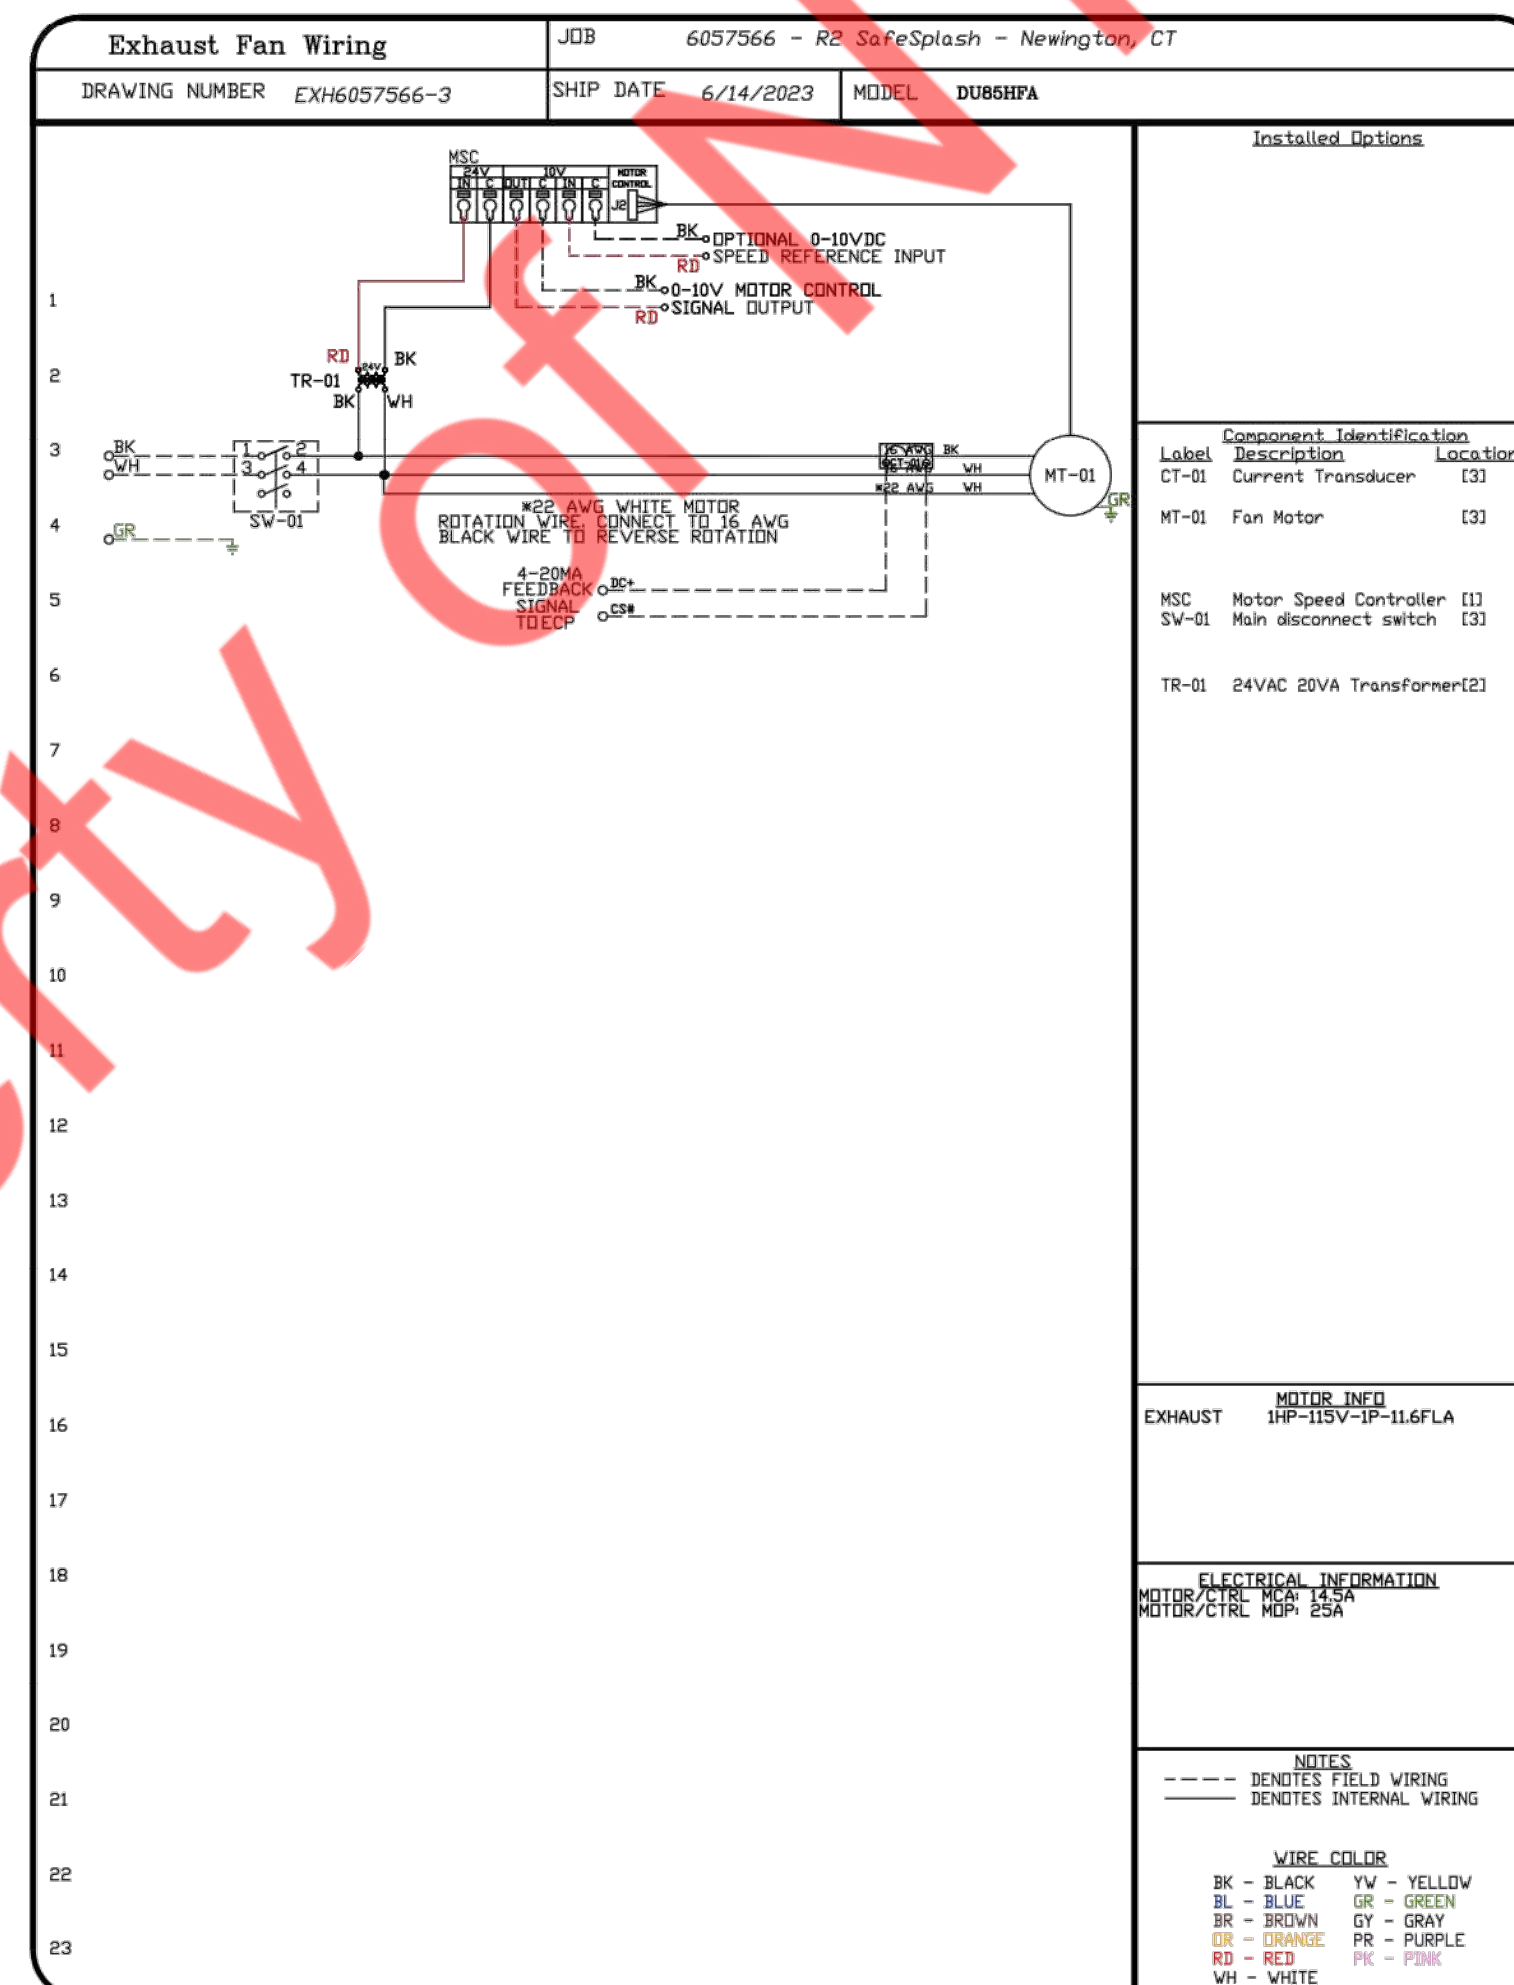 Exhaust Fan Wiring
JOB 6057566 - R2 SafeSplash - Newington, CT
DRAWING NUMBER EXH6057566-3
SHIP DATE 6/14/2023
MODEL DU85HFA
MSC
24V 10V MOTOR CONTROL
IN C OUT C IN C
J2
BK OPTIONAL 0-10VDC
RD SPEED REFERENCE INPUT
BK 0-10V MOTOR CONTROL
RD SIGNAL OUTPUT
RD 24V BK
TR-01
BK WH
BK
WH
1 2
3 4
SW-01
GR
16 AWG BK
16 AWG WH
CT-01
*22 AWG WH
MT-01
GR
*22 AWG WHITE MOTOR
ROTATION WIRE. CONNECT TO 16 AWG
BLACK WIRE TO REVERSE ROTATION
4-20MA
FEEDBACK DC+
SIGNAL CS#
TO ECP
1
2
3
4
5
6
7
8
9
10
11
12
13
14
15
16
17
18
19
20
21
22
23
Installed Options
Component Identification
Label Description Location
CT-01 Current Transducer [3]
MT-01 Fan Motor [3]
MSC Motor Speed Controller [1]
SW-01 Main disconnect switch [3]
TR-01 24VAC 20VA Transformer[2]
MOTOR INFO
EXHAUST 1HP-115V-1P-11.6FLA
ELECTRICAL INFORMATION
MOTOR/CTRL MCA: 14.5A
MOTOR/CTRL MOP: 25A
NOTES
DENOTES FIELD WIRING
DENOTES INTERNAL WIRING
WIRE COLOR
BK - BLACK YW - YELLOW
BL - BLUE GR - GREEN
BR - BROWN GY - GRAY
OR - ORANGE PR - PURPLE
RD - RED PK - PINK
WH - WHITE
rty of N